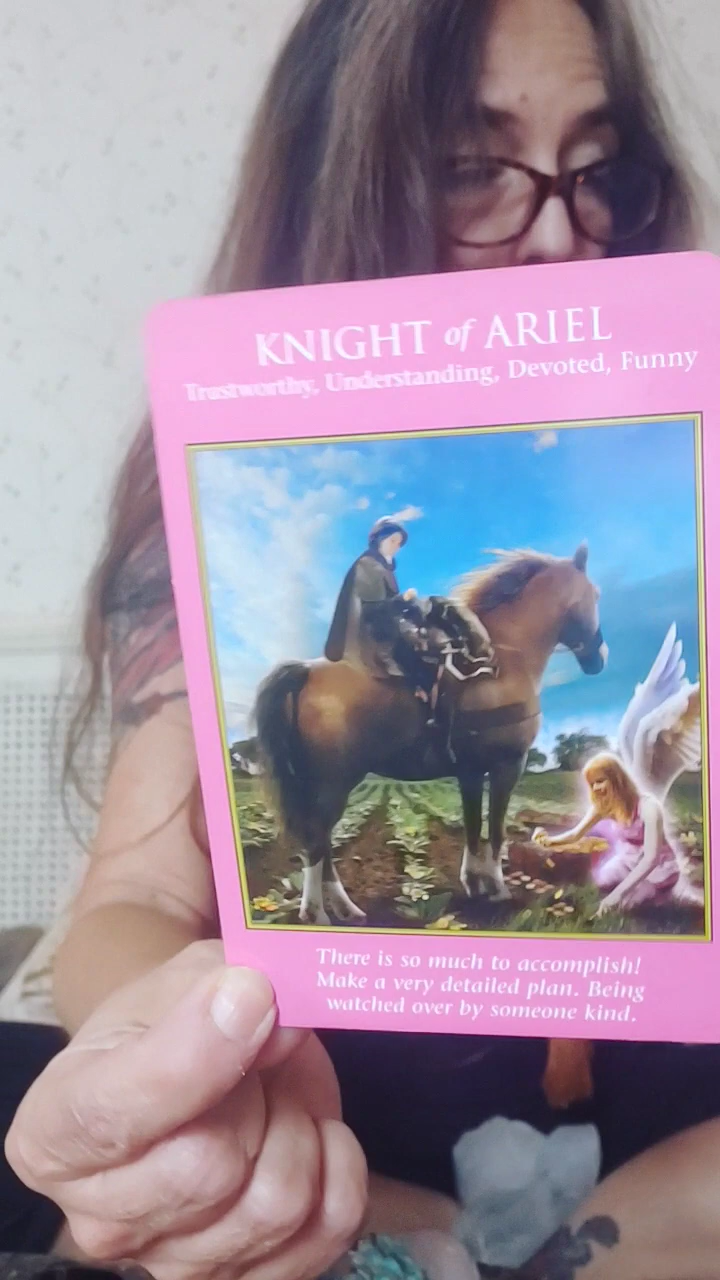 KNIGHT of ARIEL
Trustworthy, Understanding, Devoted, Funny
There is so much to accomplish!
Make a very detailed plan. Being
watched over by someone kind.